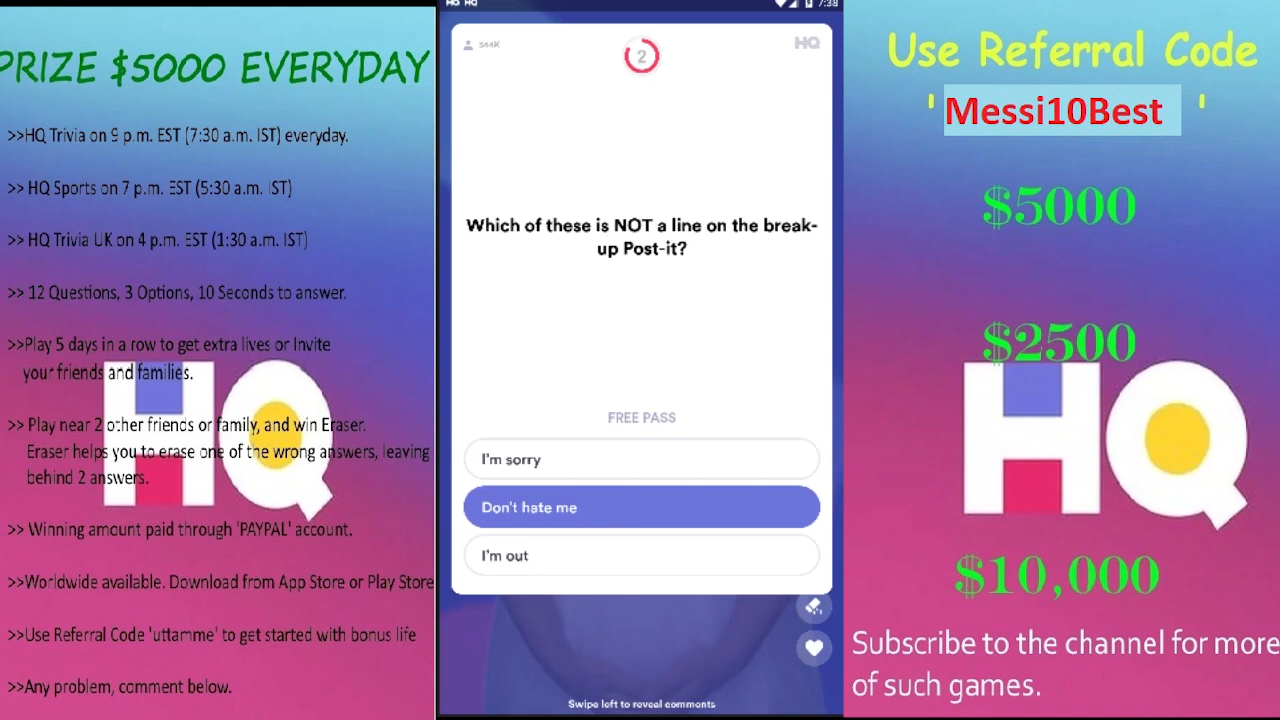 PRIZE $5000 EVERYDAY
>>HQ Trivia on 9 p.m. EST (7:30 a.m. IST) everyday.
>> HQ Sports on 7 p.m. EST (5:30 a.m. IST)
>> HQ Trivia UK on 4 p.m. EST (1:30 a.m. IST)
>> 12 Questions, 3 Options, 10 Seconds to answer.
>>Play 5 days in a row to get extra lives or Invite
your friends and families.
>> Play near 2 other friends or family, and win Eraser.
Eraser helps you to erase one of the wrong answers, leaving
behind 2 answers.
>> Winning amount paid through 'PAYPAL' account.
>>Worldwide available. Download from App Store or Play Store
>>Use Referral Code 'uttamme' to get started with bonus life
>>Any problem, comment below.
HQ
HQ HQ
7:38
544K
2
HQ
Which of these is NOT a line on the break-
up Post-it?
FREE PASS
I'm sorry
Don't hate me
I'm out
Swipe left to reveal comments
Use Referral Code
' Messi10Best '
$5000
$2500
HQ
$10,000
Subscribe to the channel for more
of such games.